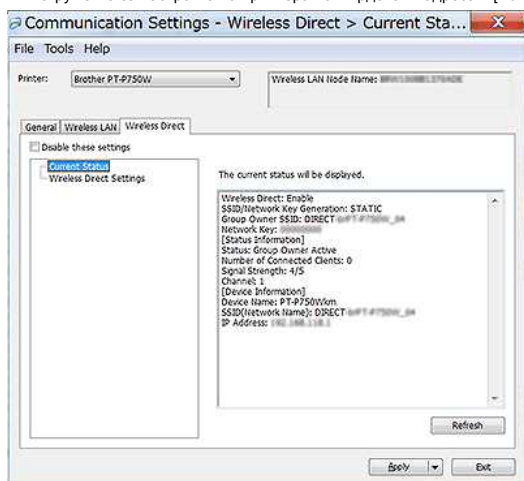 Communication Settings - Wireless Direct > Current Sta...
File Tools Help
Printer: Brother PT-P750W
Wireless LAN Node Name:
General Wireless LAN Wireless Direct
Disable these settings
Current Status
Wireless Direct Settings
The current status will be displayed.
Wireless Direct: Enable
SSID/Network Key Generation: STATIC
Group Owner SSID: DIRECT
Network Key:
[Status Information]
Status: Group Owner Active
Number of Connected Clents: 0
Signal Strength: 4/5
Channel: 1
[Device Information]
Device Name: PT-P750Wkm
SSID(Network Name): DIRECT
IP Address:
Refresh
Apply
Exit